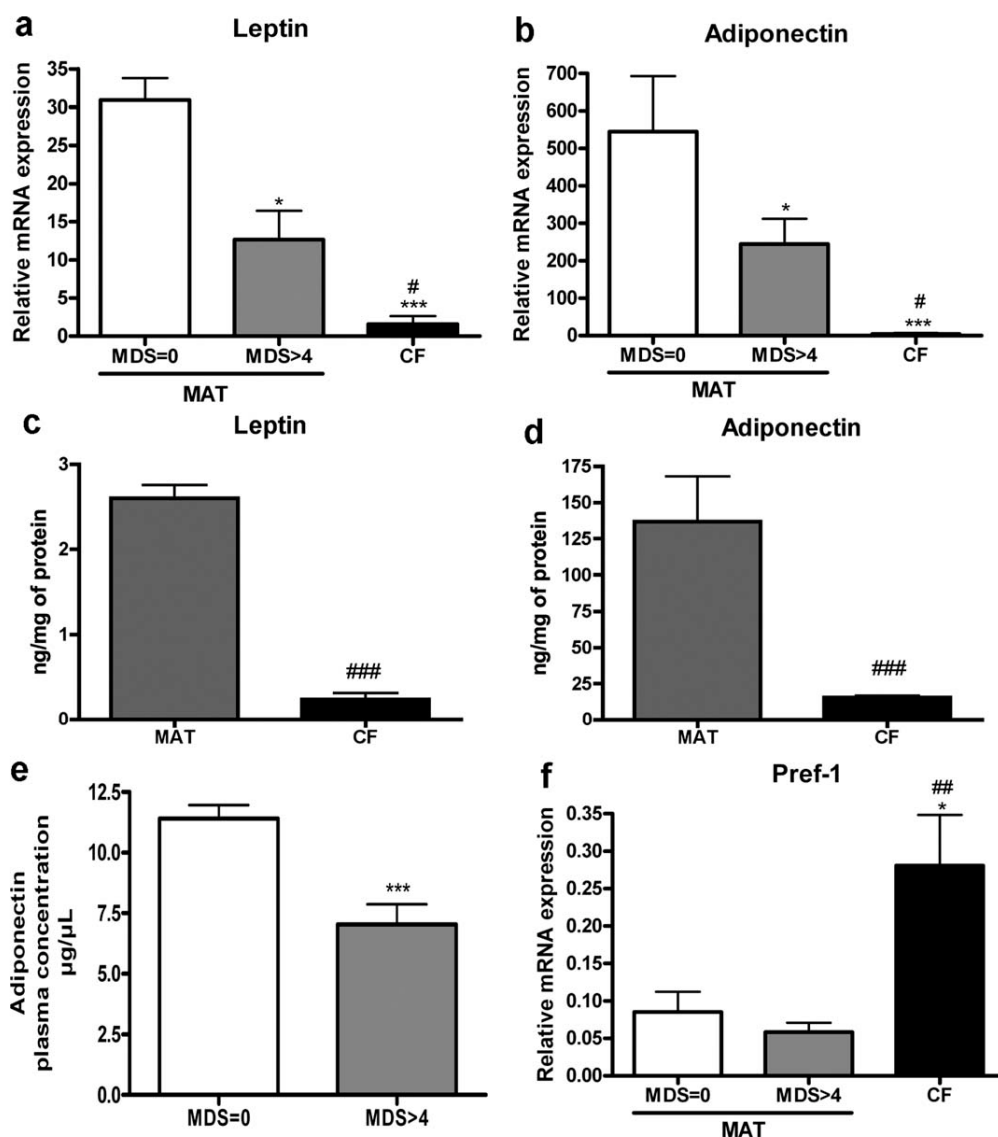 a
Leptin
Relative mRNA expression
35
30
25
20
15
10
5
0
*
#
***
MDS=0 MDS>4 CF
MAT
b
Adiponectin
Relative mRNA expression
700
600
500
400
300
200
100
0
*
#
***
MDS=0 MDS>4 CF
MAT
c
Leptin
ng/mg of protein
3
2
1
0
###
MAT CF
d
Adiponectin
ng/mg of protein
175
150
125
100
75
50
25
0
###
MAT CF
e
Adiponectin
plasma concentration
µg/µL
12.5
10.0
7.5
5.0
2.5
0.0
***
MDS=0 MDS>4
f
Pref-1
Relative mRNA expression
0.35
0.30
0.25
0.20
0.15
0.10
0.05
0.00
##
*
MDS=0 MDS>4 CF
MAT